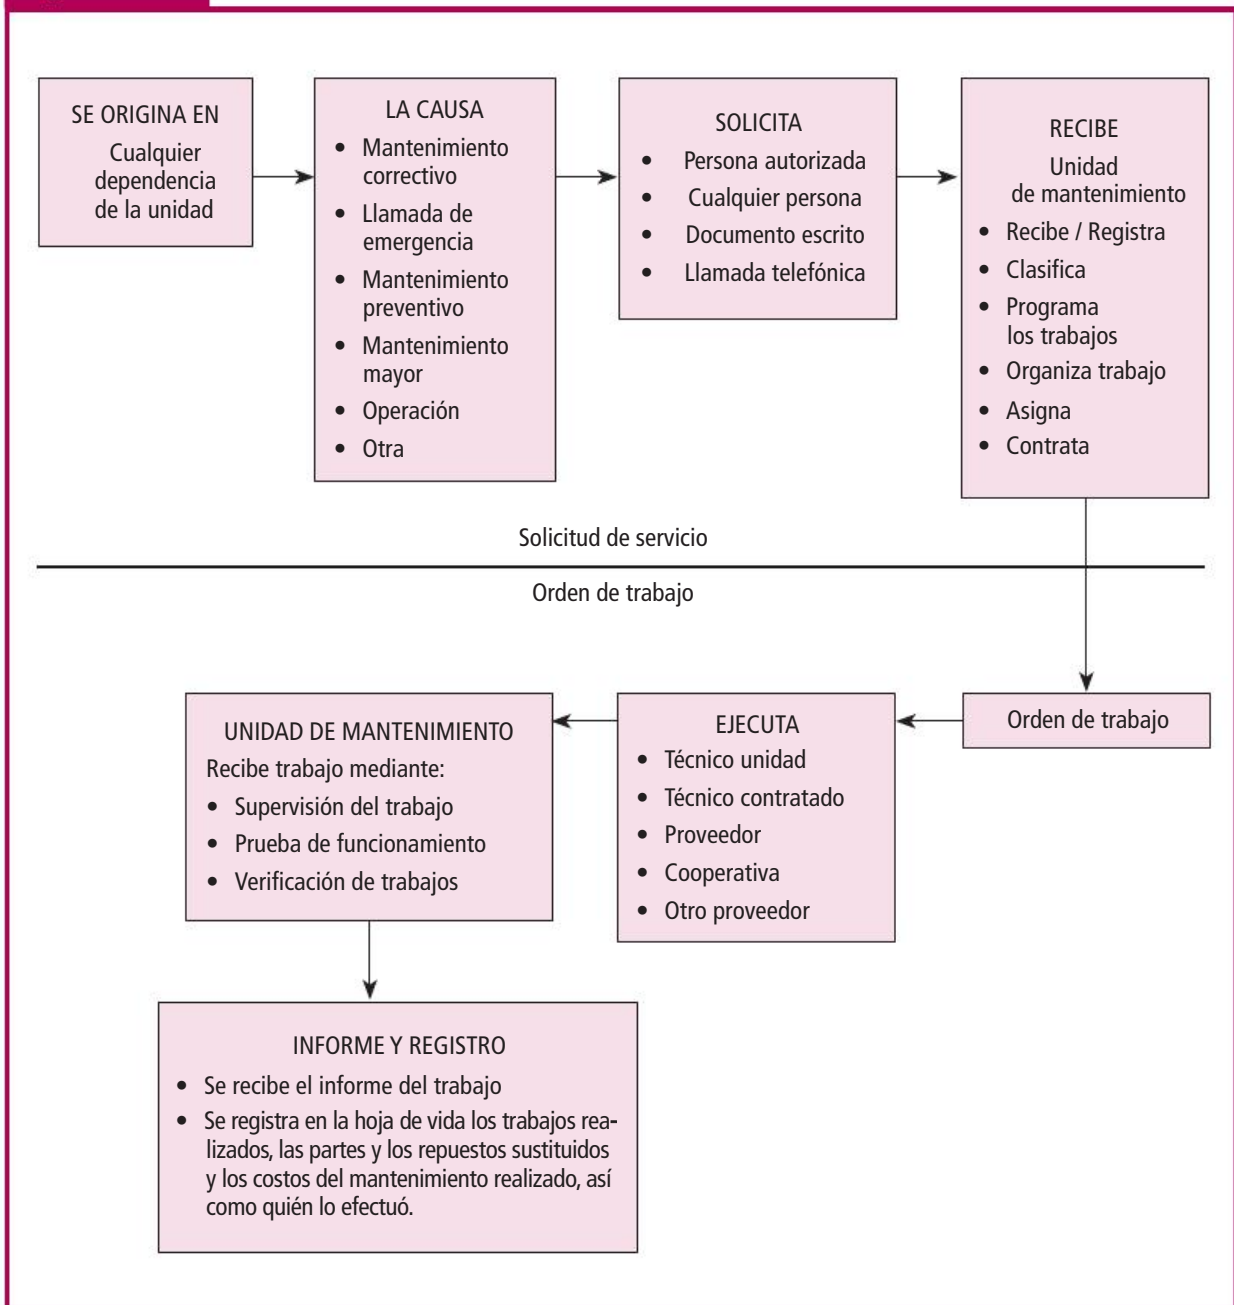 SE ORIGINA EN
Cualquier
dependencia
de la unidad
LA CAUSA
• Mantenimiento
correctivo
• Llamada de
emergencia
• Mantenimiento
preventivo
• Mantenimiento
mayor
• Operación
• Otra
SOLICITA
• Persona autorizada
• Cualquier persona
• Documento escrito
• Llamada telefónica
RECIBE
Unidad
de mantenimiento
• Recibe / Registra
• Clasifica
• Programa
los trabajos
• Organiza trabajo
• Asigna
• Contrata
Solicitud de servicio
Orden de trabajo
Orden de trabajo
EJECUTA
• Técnico unidad
• Técnico contratado
• Proveedor
• Cooperativa
• Otro proveedor
UNIDAD DE MANTENIMIENTO
Recibe trabajo mediante:
• Supervisión del trabajo
• Prueba de funcionamiento
• Verificación de trabajos
INFORME Y REGISTRO
• Se recibe el informe del trabajo
• Se registra en la hoja de vida los trabajos rea-
lizados, las partes y los repuestos sustituidos
y los costos del mantenimiento realizado, así
como quién lo efectuó.